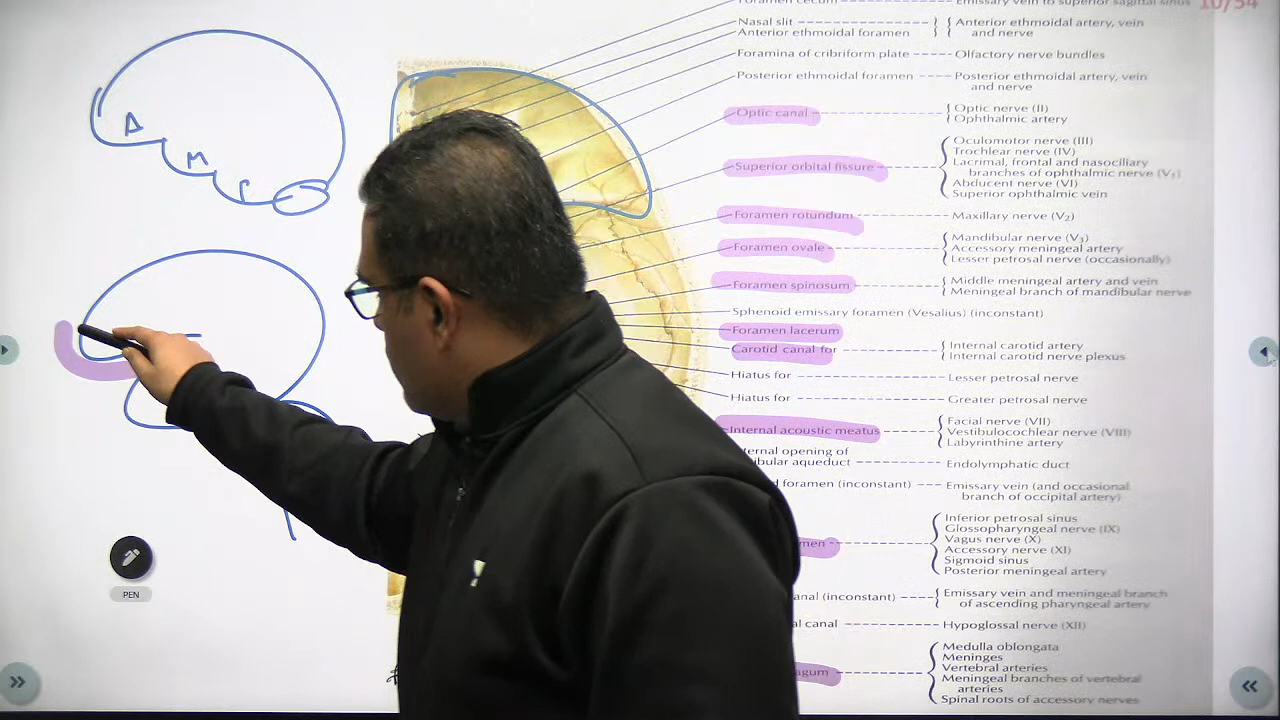 Foramen cecum Emissary vein to superior sagittal sinus 10/54
Nasal slit
Anterior ethmoidal foramen
Anterior ethmoidal artery, vein
and nerve
Foramina of cribriform plate Olfactory nerve bundles
Posterior ethmoidal foramen Posterior ethmoidal artery, vein
and nerve
Optic canal
Optic nerve (II)
Ophthalmic artery
Superior orbital fissure
Oculomotor nerve (III)
Trochlear nerve (IV)
Lacrimal, frontal and nasociliary
branches of ophthalmic nerve (V1)
Abducent nerve (VI)
Superior ophthalmic vein
Foramen rotundum Maxillary nerve (V2)
Foramen ovale
Mandibular nerve (V3)
Accessory meningeal artery
Lesser petrosal nerve (occasionally)
Foramen spinosum
Middle meningeal artery and vein
Meningeal branch of mandibular nerve
Sphenoid emissary foramen (Vesalius) (inconstant)
Foramen lacerum
Carotid canal for
Internal carotid artery
Internal carotid nerve plexus
Hiatus for Lesser petrosal nerve
Hiatus for Greater petrosal nerve
Internal acoustic meatus
Facial nerve (VII)
Vestibulocochlear nerve (VIII)
Labyrinthine artery
ternal opening of
ibular aqueduct Endolymphatic duct
d foramen (inconstant) Emissary vein (and occasional
branch of occipital artery)
men
Inferior petrosal sinus
Glossopharyngeal nerve (IX)
Vagus nerve (X)
Accessory nerve (XI)
Sigmoid sinus
Posterior meningeal artery
anal (inconstant)
Emissary vein and meningeal branch
of ascending pharyngeal artery
al canal Hypoglossal nerve (XII)
agum
Medulla oblongata
Meninges
Vertebral arteries
Meningeal branches of vertebral
arteries
Spinal roots of accessory nerves
A
M
P
PEN